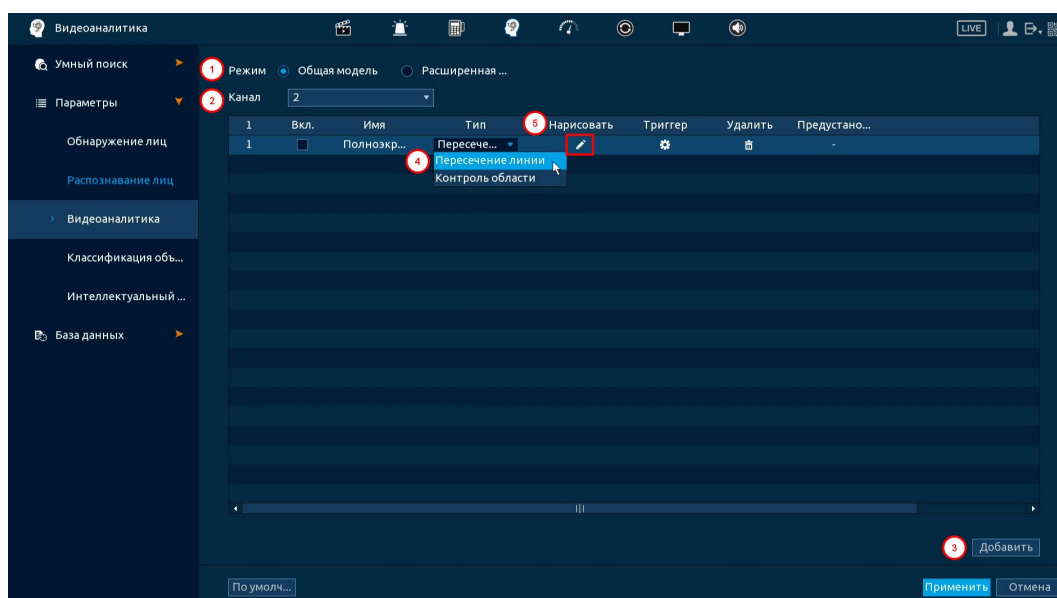 Видеоаналитика
LIVE
Умный поиск
1 Режим Общая модель Расширенная ...
Параметры
2 Канал 2
Обнаружение лиц
Распознавание лиц
Видеоаналитика
Классификация объ...
Интеллектуальный ...
База данных
5
1 Вкл. Имя Тип Нарисовать Триггер Удалить Предустано...
1 Полноэкр... Пересече... -
4 Пересечение линии
Контроль области
3 Добавить
По умолч... Применить Отмена